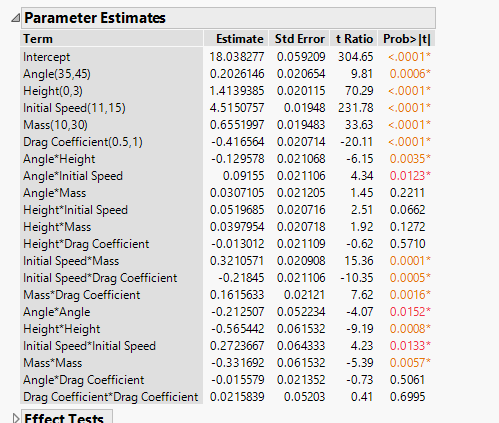 Parameter Estimates
Term Estimate Std Error t Ratio Prob>|t|
Intercept 18.038277 0.059209 304.65 <.0001*
Angle(35,45) 0.2026146 0.020654 9.81 0.0006*
Height(0,3) 1.4139385 0.020115 70.29 <.0001*
Initial Speed(11,15) 4.5150757 0.01948 231.78 <.0001*
Mass(10,30) 0.6551997 0.019483 33.63 <.0001*
Drag Coefficient(0.5,1) -0.416564 0.020714 -20.11 <.0001*
Angle*Height -0.129578 0.021068 -6.15 0.0035*
Angle*Initial Speed 0.09155 0.021106 4.34 0.0123*
Angle*Mass 0.0307105 0.021205 1.45 0.2211
Height*Initial Speed 0.0519685 0.020716 2.51 0.0662
Height*Mass 0.0397954 0.020718 1.92 0.1272
Height*Drag Coefficient -0.013012 0.021109 -0.62 0.5710
Initial Speed*Mass 0.3210571 0.020908 15.36 0.0001*
Initial Speed*Drag Coefficient -0.21845 0.021106 -10.35 0.0005*
Mass*Drag Coefficient 0.1615633 0.02121 7.62 0.0016*
Angle*Angle -0.212507 0.052234 -4.07 0.0152*
Height*Height -0.565442 0.061532 -9.19 0.0008*
Initial Speed*Initial Speed 0.2723667 0.064333 4.23 0.0133*
Mass*Mass -0.331692 0.061532 -5.39 0.0057*
Angle*Drag Coefficient -0.015579 0.021352 -0.73 0.5061
Drag Coefficient*Drag Coefficient 0.0215839 0.05203 0.41 0.6995
Effect Tests